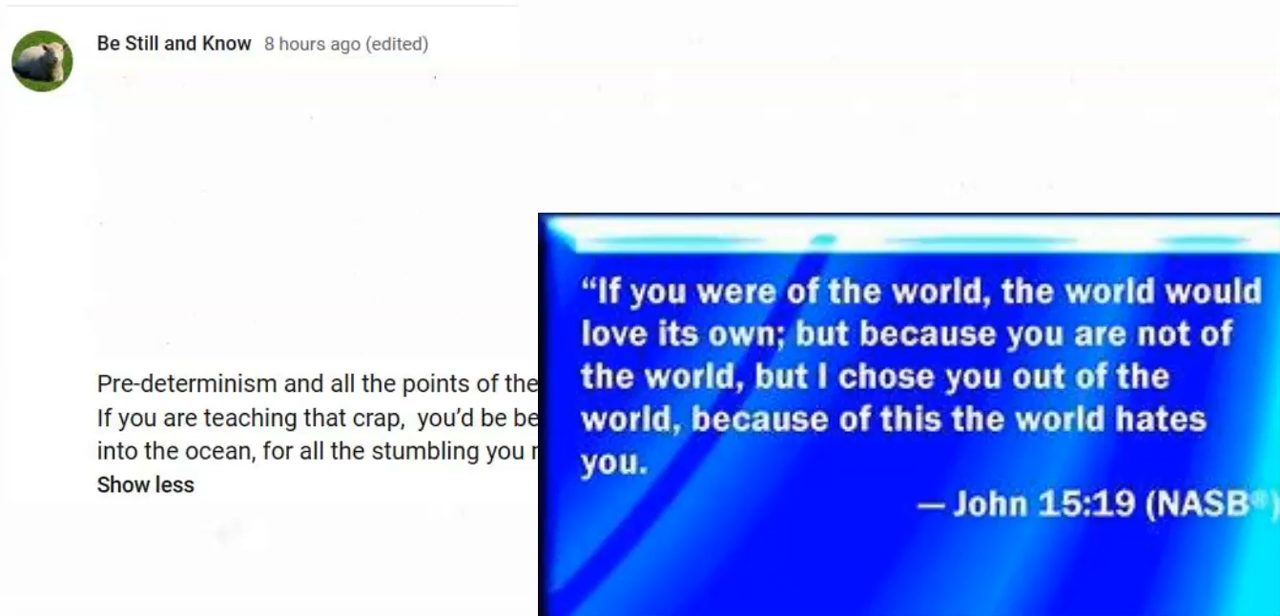 Be Still and Know 8 hours ago (edited)
Pre-determinism and all the points of the
If you are teaching that crap, you’d be be
into the ocean, for all the stumbling you
Show less
“If you were of the world, the world would
love its own; but because you are not of
the world, but I chose you out of the
world, because of this the world hates
you.
— John 15:19 (NASB®)